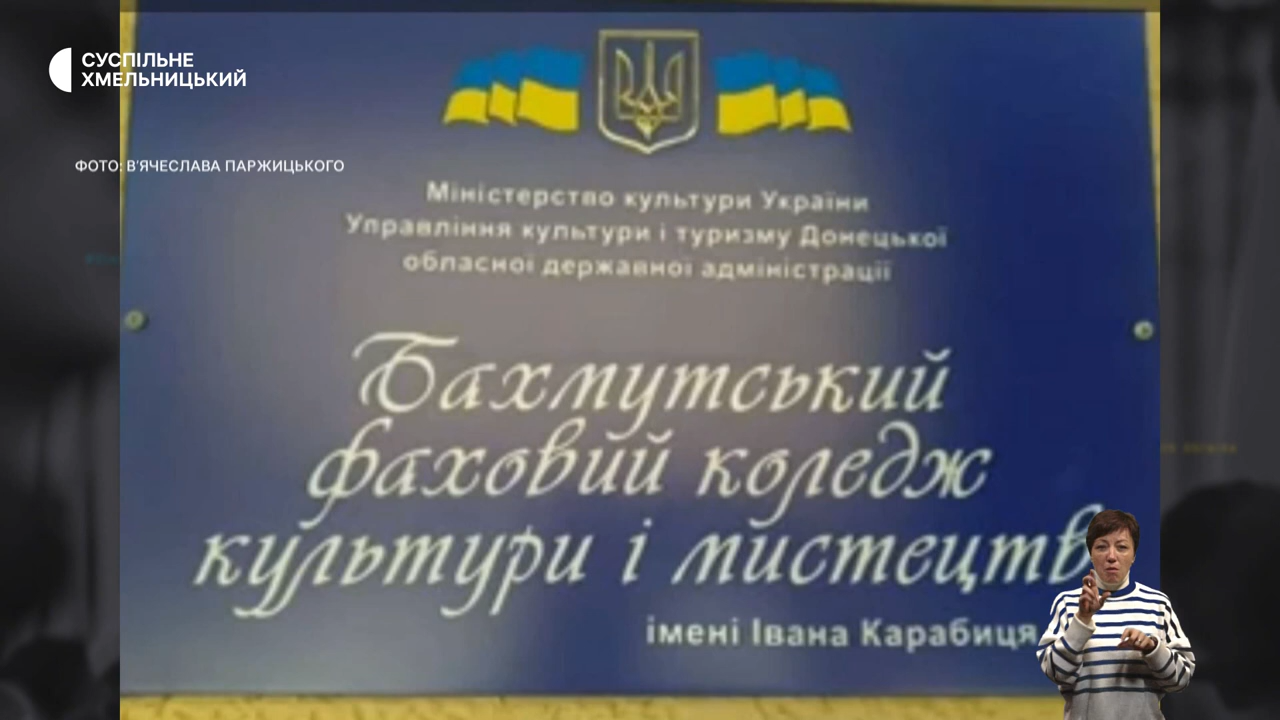 СУСПІЛЬНЕ
ХМЕЛЬНИЦЬКИЙ
ФОТО: В'ЯЧЕСЛАВА ПАРЖИЦЬКОГО
Міністерство культури України
Управління культури і туризму Донецької
обласної державної адміністрації
Бахмутський
фаховий коледж
культури і мистецтв
імені Івана Карабиця